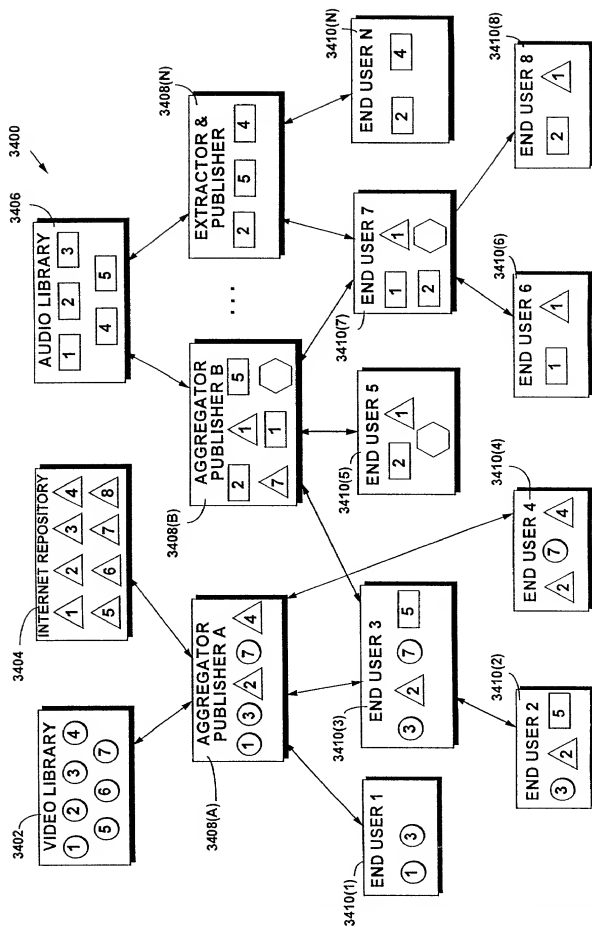 3400
3402
VIDEO LIBRARY
1 2 3 4
5 6 7
3404
INTERNET REPOSITORY
1 2 3 4
5 6 7 8
3406
AUDIO LIBRARY
1 2 3
4 5
3408(A)
AGGREGATOR
PUBLISHER A
1 3 2 7 4
3408(B)
AGGREGATOR
PUBLISHER B
2 1 5
7 1
...
3408(N)
EXTRACTOR &
PUBLISHER
2 5 4
3410(1)
END USER 1
1 3
3410(3)
END USER 3
3 2 7 5
3410(5)
END USER 5
2 1
3410(7)
END USER 7
1 1
2
3410(N)
END USER N
2 4
3410(2)
END USER 2
3 2 5
3410(4)
END USER 4
2 7 4
3410(6)
END USER 6
1 1
3410(8)
END USER 8
2 1